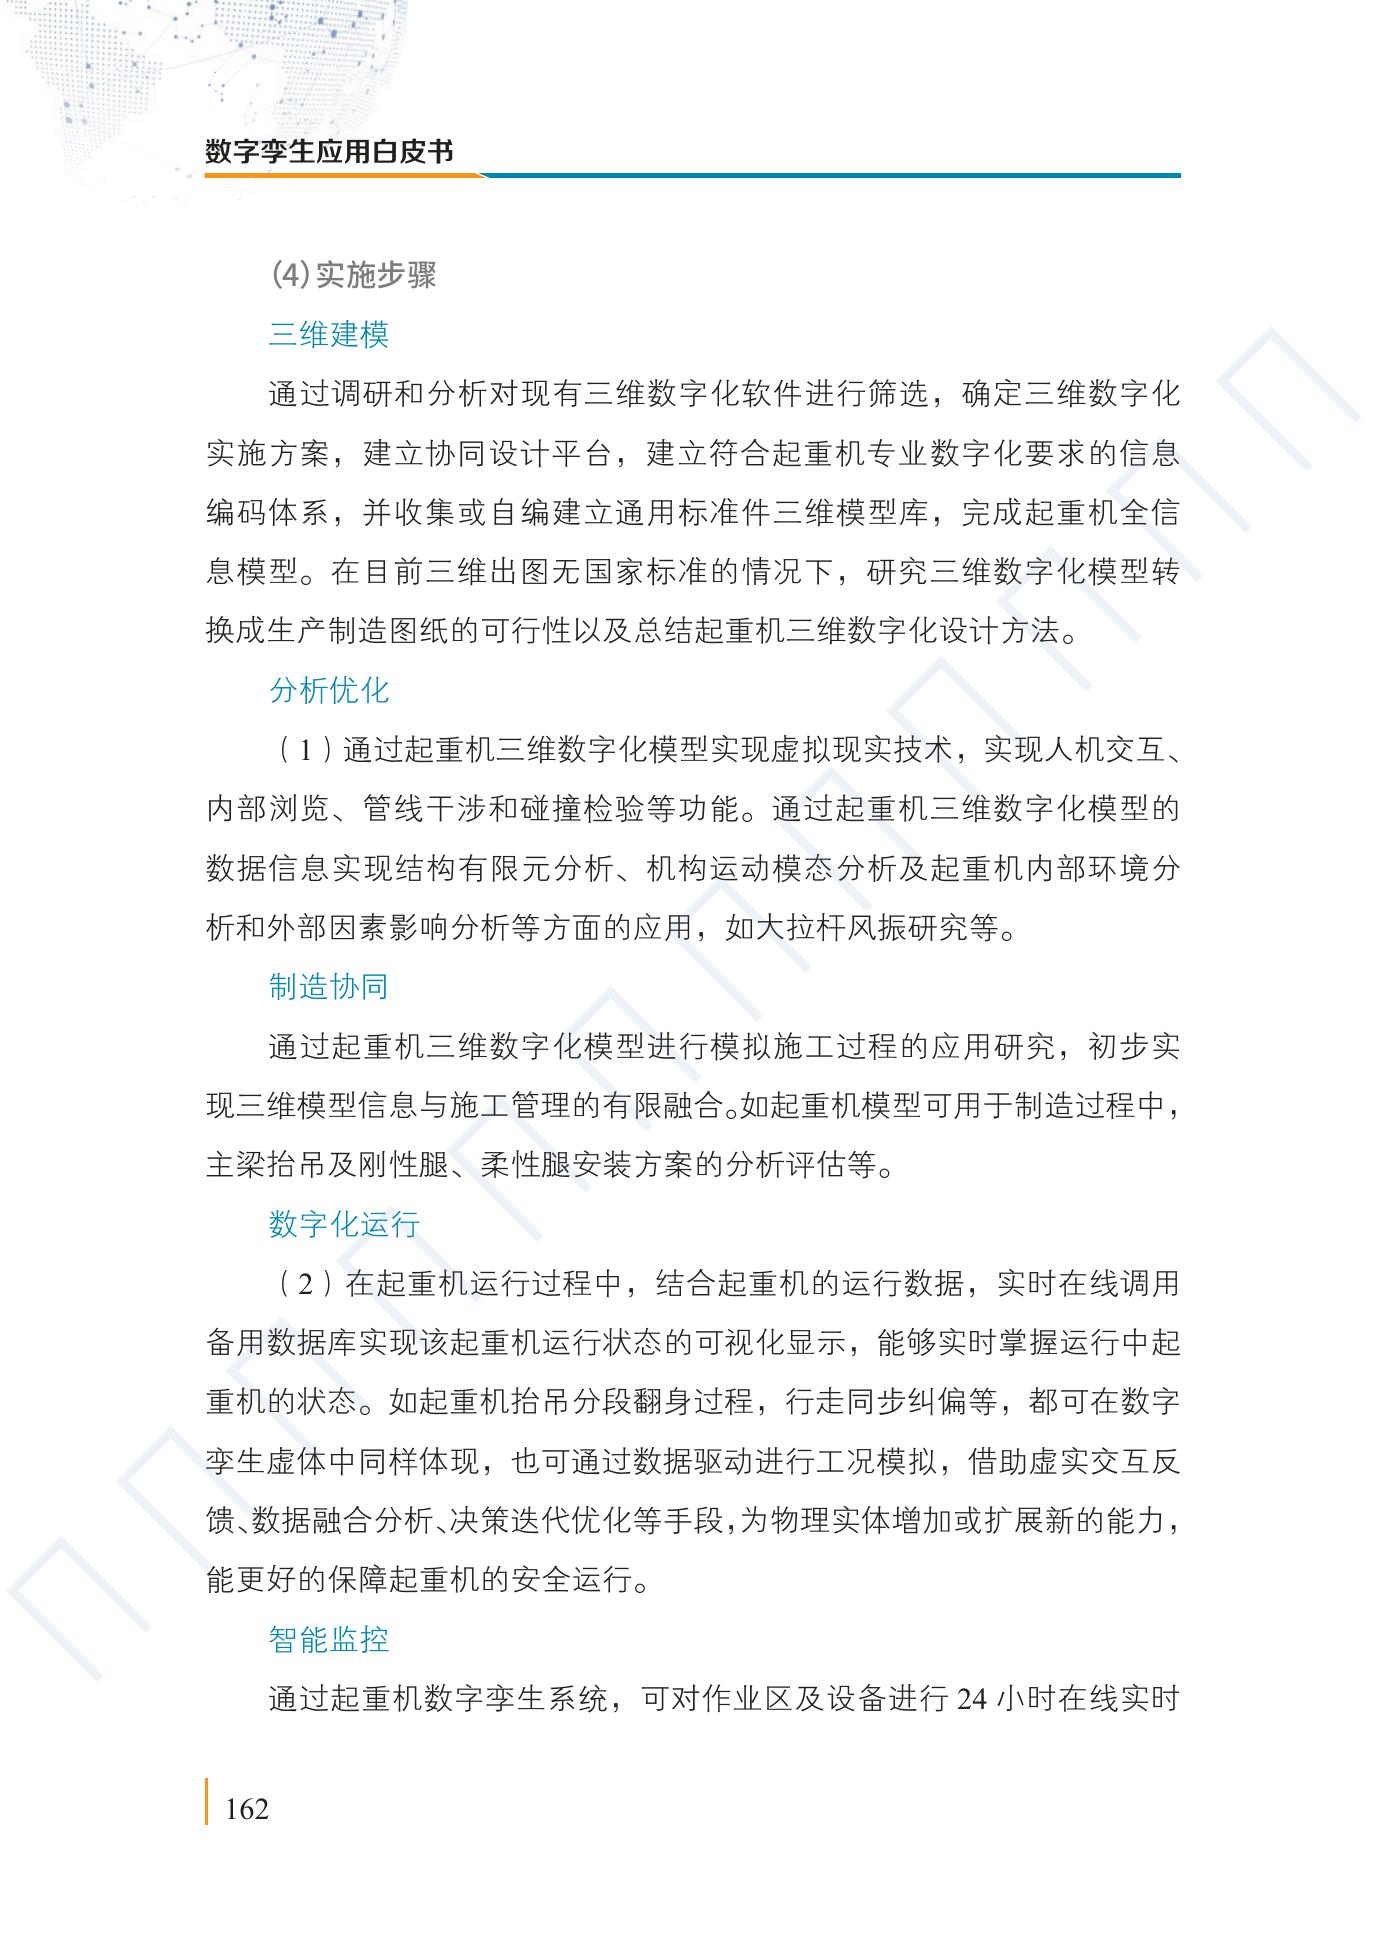 数字孪生应用白皮书
（4）实施步骤
三维建模
通过调研和分析对现有三维数字化软件进行筛选，确定三维数字化
实施方案，建立协同设计平台，建立符合起重机专业数字化要求的信息
编码体系，并收集或自编建立通用标准件三维模型库，完成起重机全信
息模型。在目前三维出图无国家标准的情况下，研究三维数字化模型转
换成生产制造图纸的可行性以及总结起重机三维数字化设计方法。
分析优化
（1）通过起重机三维数字化模型实现虚拟现实技术，实现人机交互、
内部浏览、管线干涉和碰撞检验等功能。通过起重机三维数字化模型的
数据信息实现结构有限元分析、机构运动模态分析及起重机内部环境分
析和外部因素影响分析等方面的应用，如大拉杆风振研究等。
制造协同
通过起重机三维数字化模型进行模拟施工过程的应用研究，初步实
现三维模型信息与施工管理的有限融合。如起重机模型可用于制造过程中，
主梁抬吊及刚性腿、柔性腿安装方案的分析评估等。
数字化运行
（2）在起重机运行过程中，结合起重机的运行数据，实时在线调用
备用数据库实现该起重机运行状态的可视化显示，能够实时掌握运行中起
重机的状态。如起重机抬吊分段翻身过程，行走同步纠偏等，都可在数字
孪生虚体中同样体现，也可通过数据驱动进行工况模拟，借助虚实交互反
馈、数据融合分析、决策迭代优化等手段，为物理实体增加或扩展新的能力，
能更好的保障起重机的安全运行。
智能监控
通过起重机数字孪生系统，可对作业区及设备进行 24 小时在线实时
162